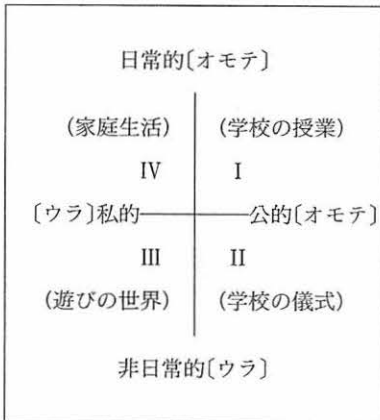 日常的〔オモテ〕
(家庭生活) (学校の授業)
IV I
〔ウラ〕私的 公的〔オモテ〕
III II
(遊びの世界) (学校の儀式)
非日常的〔ウラ〕